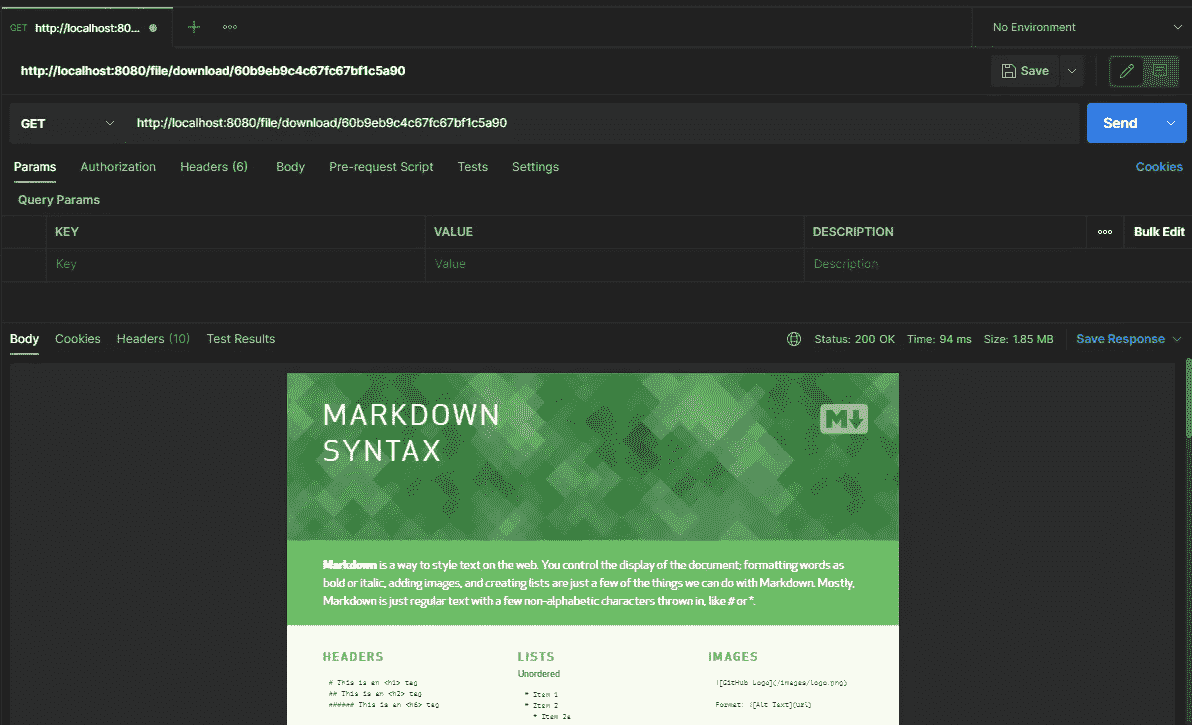 GET http://localhost:80... No Environment
http://localhost:8080/file/download/60b9eb9c4c67fc67bf1c5a90 Save
GET http://localhost:8080/file/download/60b9eb9c4c67fc67bf1c5a90 Send
Params Authorization Headers (6) Body Pre-request Script Tests Settings Cookies
Query Params
KEY VALUE DESCRIPTION Bulk Edit
Key Value Description
Body Cookies Headers (10) Test Results Status: 200 OK Time: 94 ms Size: 1.85 MB Save Response
MARKDOWN
SYNTAX
M
Markdown is a way to style text on the web. You control the display of the document; formatting words as
bold or italic, adding images, and creating lists are just a few of the things we can do with Markdown. Mostly,
Markdown is just regular text with a few non-alphabetic characters thrown in, like # or *.
HEADERS LISTS IMAGES
Unordered
# This is an <h1> tag * Item 1 ![GitHub Logo](/images/logo.png)
## This is an <h2> tag * Item 2 Format: ![Alt Text](url)
###### This is an <h6> tag * Item 2a